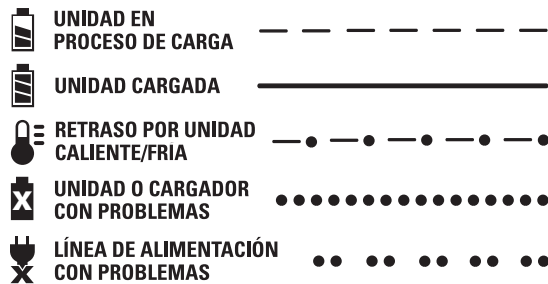 UNIDAD EN
PROCESO DE CARGA
UNIDAD CARGADA
RETRASO POR UNIDAD
CALIENTE/FRÍA
UNIDAD O CARGADOR
CON PROBLEMAS
LÍNEA DE ALIMENTACIÓN
CON PROBLEMAS